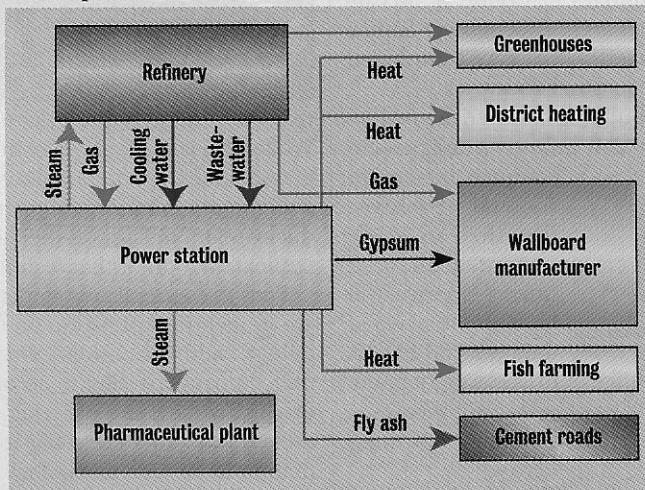 Refinery
Greenhouses
Heat
District heating
Heat
Steam
Gas
Cooling
water
Waste-
water
Gas
Power station
Gypsum
Wallboard
manufacturer
Steam
Heat
Fish farming
Pharmaceutical plant
Fly ash
Cement roads